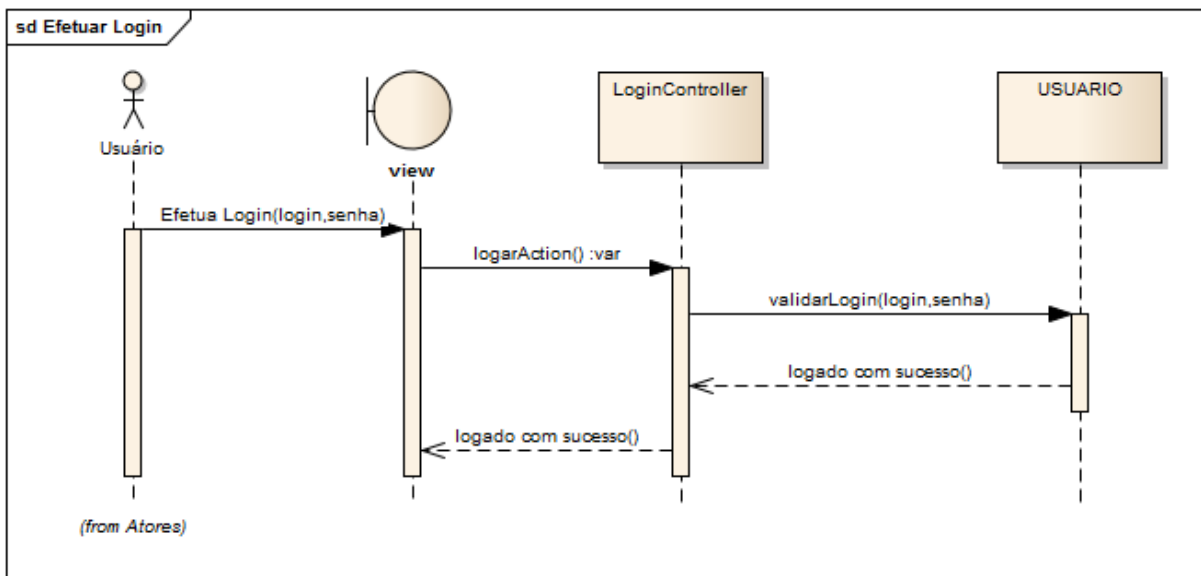 sd Efetuar Login
Usuário
view
LoginController
USUARIO
Efetua Login(login,senha)
logarAction() :var
validarLogin(login,senha)
logado com sucesso()
logado com sucesso()
(from Atores)